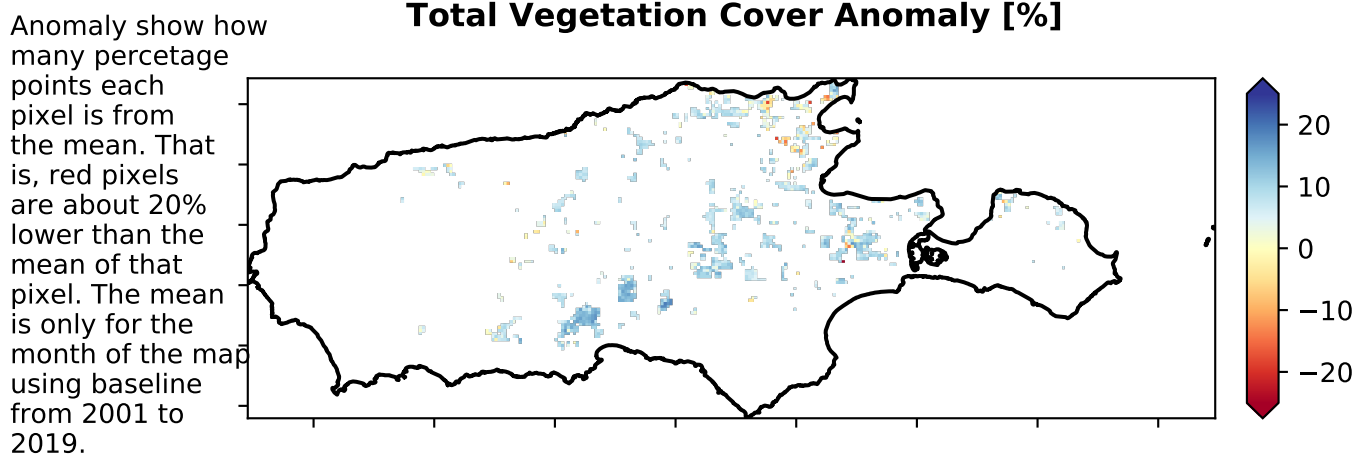 Total Vegetation Cover Anomaly [%]
Anomaly show how
many percetage
points each
pixel is from
the mean. That
is, red pixels
are about 20%
lower than the
mean of that
pixel. The mean
is only for the
month of the map
using baseline
from 2001 to
2019.
20
10
0
−10
−20